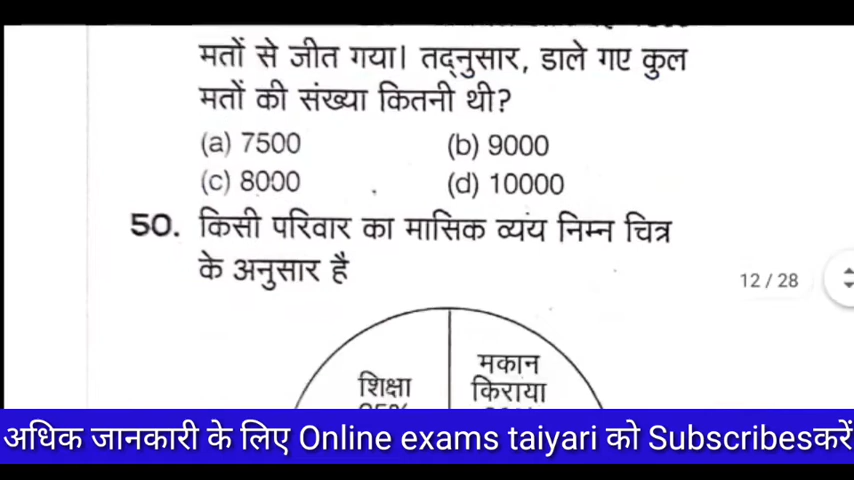 मतों से जीत गया। तद्नुसार, डाले गए कुल
मतों की संख्या कितनी थी?
(a) 7500 (b) 9000
(c) 8000 (d) 10000
50. किसी परिवार का मासिक व्यय निम्न चित्र
के अनुसार है
12 / 28
मकान
शिक्षा किराया
अधिक जानकारी के लिए Online exams taiyari को Subscribesकरें